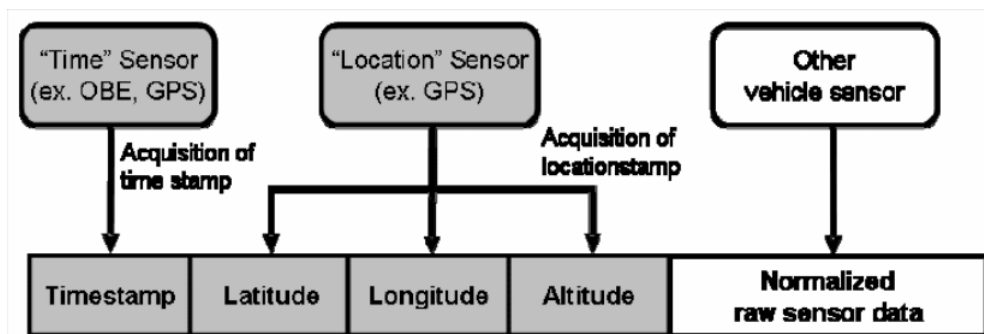 "Time" Sensor
(ex. OBE, GPS)
"Location" Sensor
(ex. GPS)
Other
vehicle sensor
Acquisition of
time stamp
Acquisition of
locationstamp
Timestamp
Latitude
Longitude
Altitude
Normalized
raw sensor data